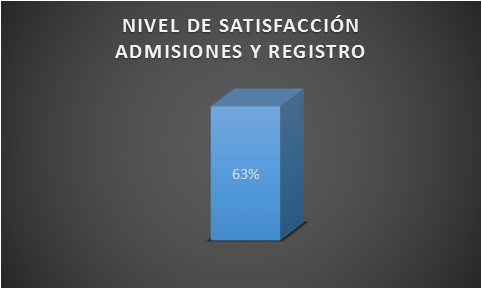 NIVEL DE SATISFACCIÓN
ADMISIONES Y REGISTRO
63%